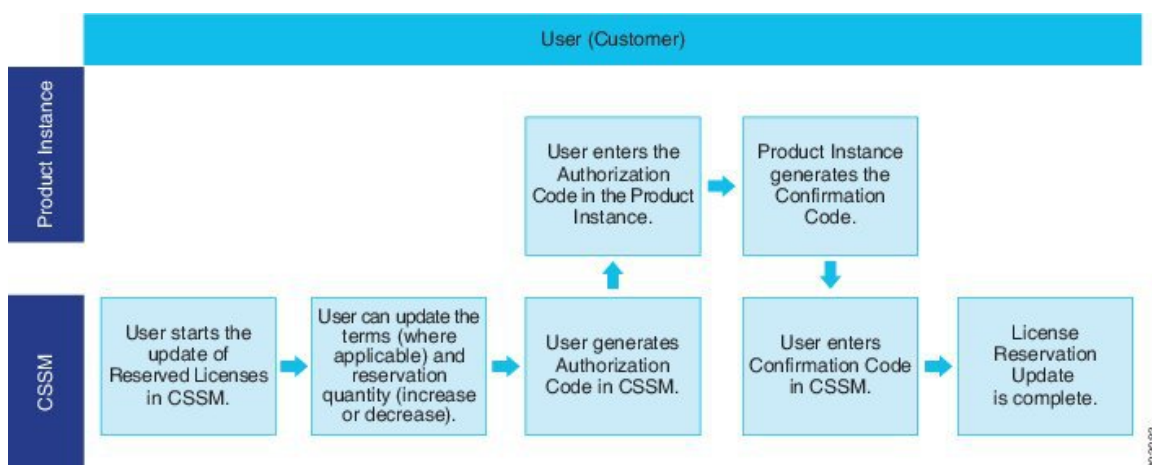 User (Customer)
Product Instance
User enters the
Authorization
Code in the Product
Instance.
Product Instance
generates the
Confirmation
Code.
CSSM
User starts the
update of
Reserved Licenses
in CSSM.
User can update the
terms (where
applicable) and
reservation
quantity (increase
or decrease).
User generates
Authorization
Code in CSSM.
User enters
Confirmation Code
in CSSM.
License
Reservation
Update
is complete.